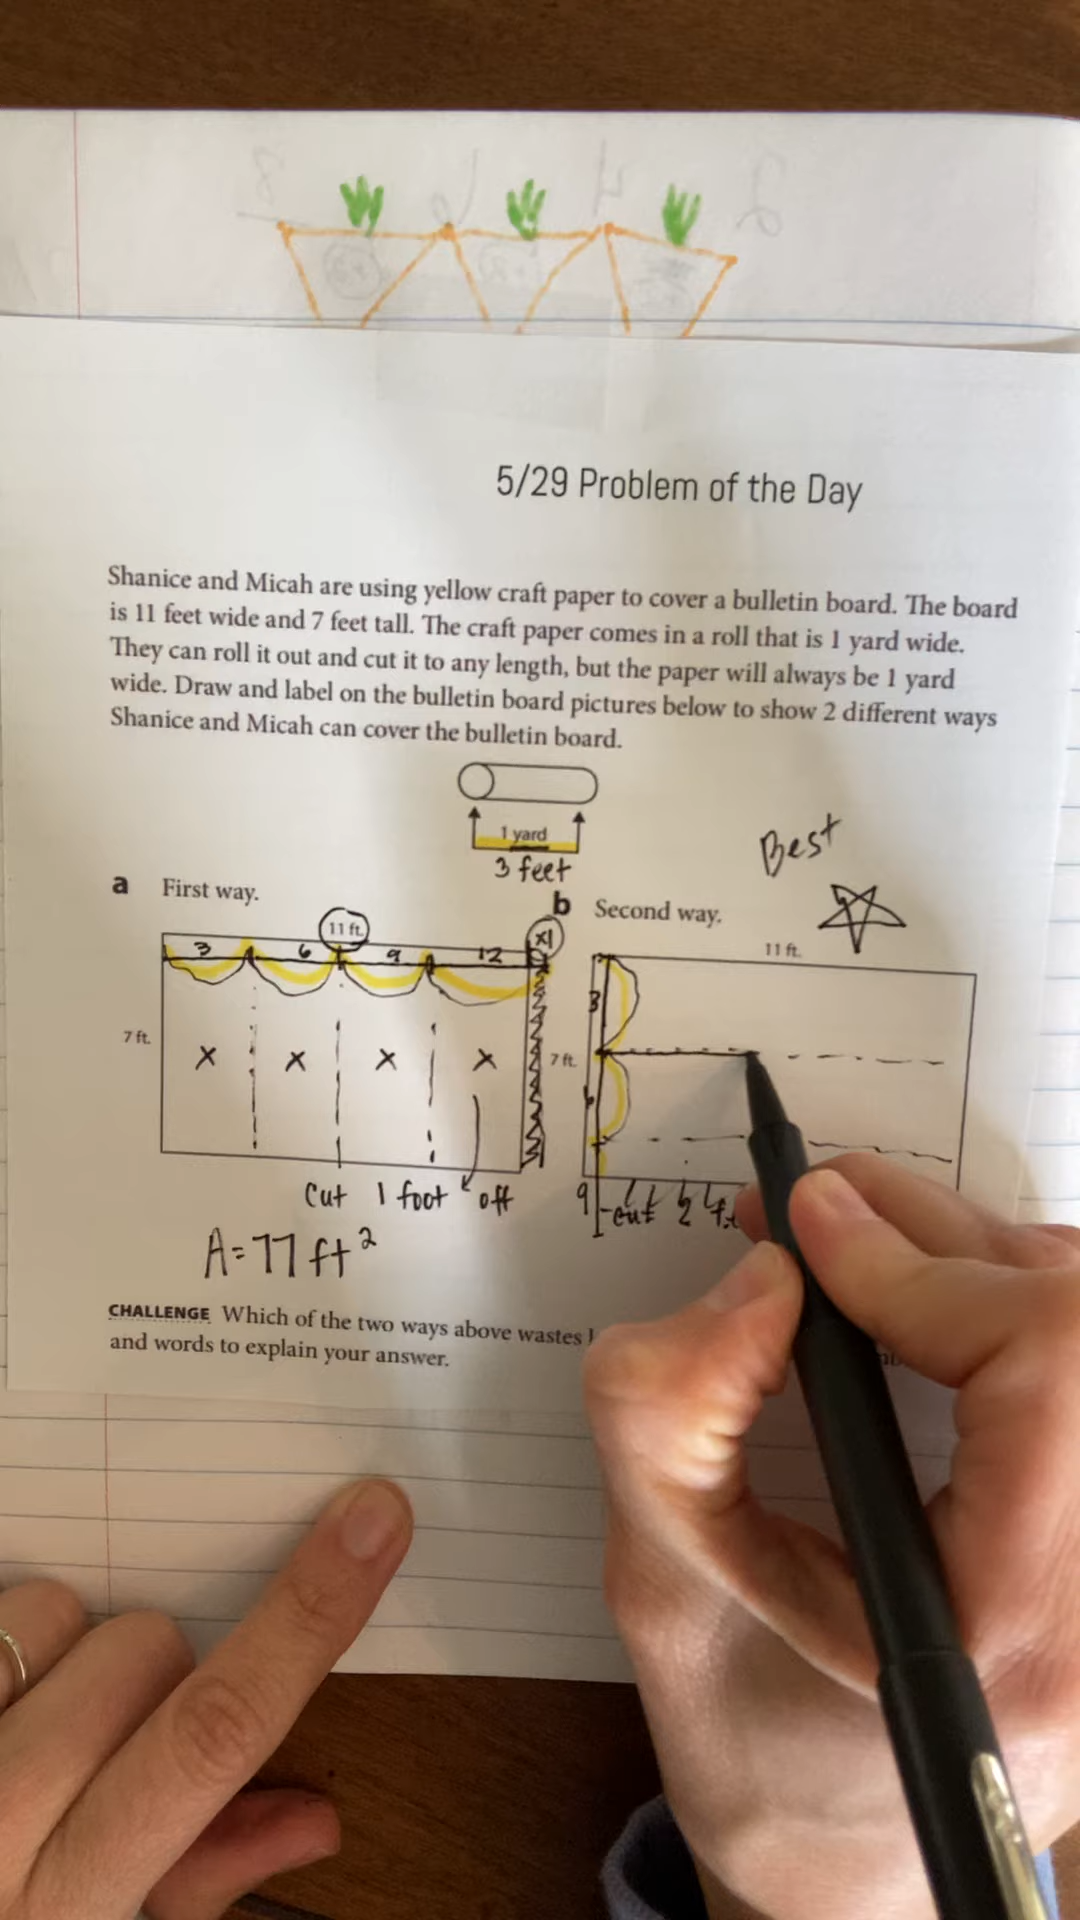 5/29 Problem of the Day
Shanice and Micah are using yellow craft paper to cover a bulletin board. The board
is 11 feet wide and 7 feet tall. The craft paper comes in a roll that is 1 yard wide.
They can roll it out and cut it to any length, but the paper will always be 1 yard
wide. Draw and label on the bulletin board pictures below to show 2 different ways
Shanice and Micah can cover the bulletin board.
1 yard
3 feet
Best
a First way.
b Second way.
11 ft.
x1
3 6 9 12
7 ft.
x x x x
cut 1 foot off
A=77 ft²
11 ft.
3
7 ft.
6
9
-cut 2 ft
CHALLENGE Which of the two ways above wastes
and words to explain your answer.